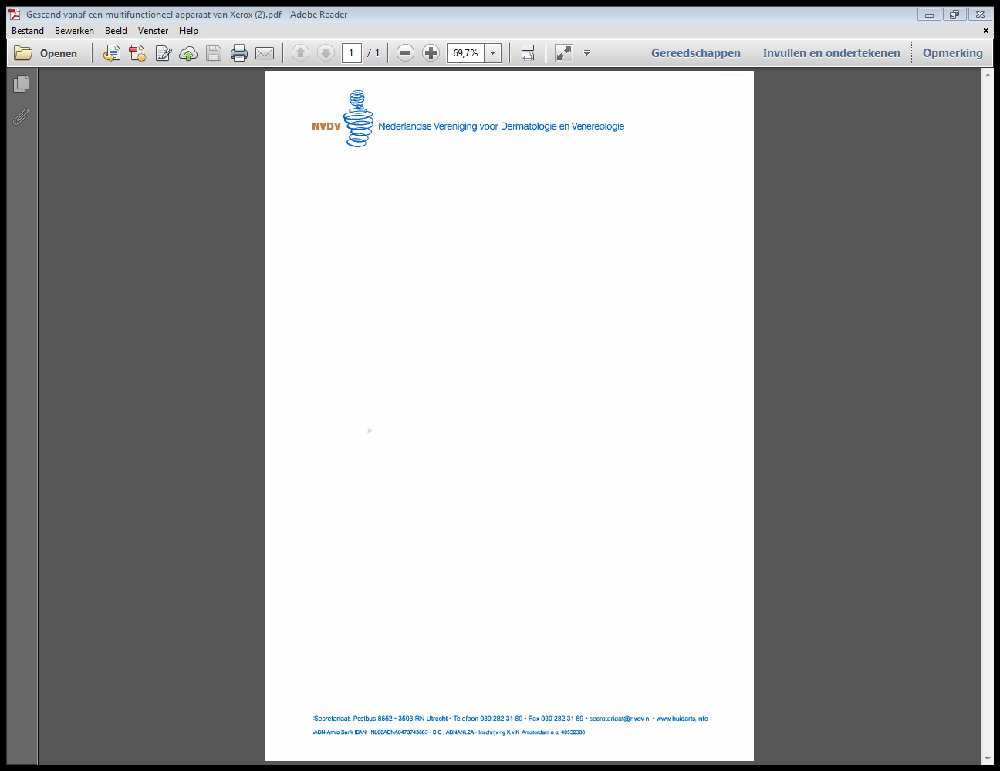 Gescand vanaf een multifunctioneel apparaat van Xerox (2).pdf - Adobe Reader
Bestand Bewerken Beeld Venster Help
Openen 1 / 1 69,7% Gereedschappen Invullen en ondertekenen Opmerking
NVDV Nederlandse Vereniging voor Dermatologie en Venereologie
Secretariaat. Postbus 8552 • 3503 RN Utrecht • Telefoon 030 282 31 80 • Fax 030 282 31 89 • secretariaat@nvdv.nl • www.huidarts.info
ABN-Amro Bank IBAN NL08ABNA0473743663 • BIC: ABNANL2A • Inschrijving K.v.K. Amsterdam e.o. 40532388